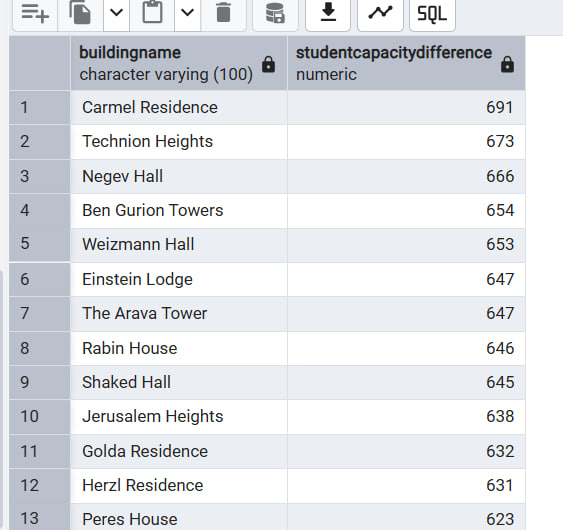 SQL
buildingname studentcapacitydifference
character varying (100) numeric
1 Carmel Residence 691
2 Technion Heights 673
3 Negev Hall 666
4 Ben Gurion Towers 654
5 Weizmann Hall 653
6 Einstein Lodge 647
7 The Arava Tower 647
8 Rabin House 646
9 Shaked Hall 645
10 Jerusalem Heights 638
11 Golda Residence 632
12 Herzl Residence 631
13 Peres House 623